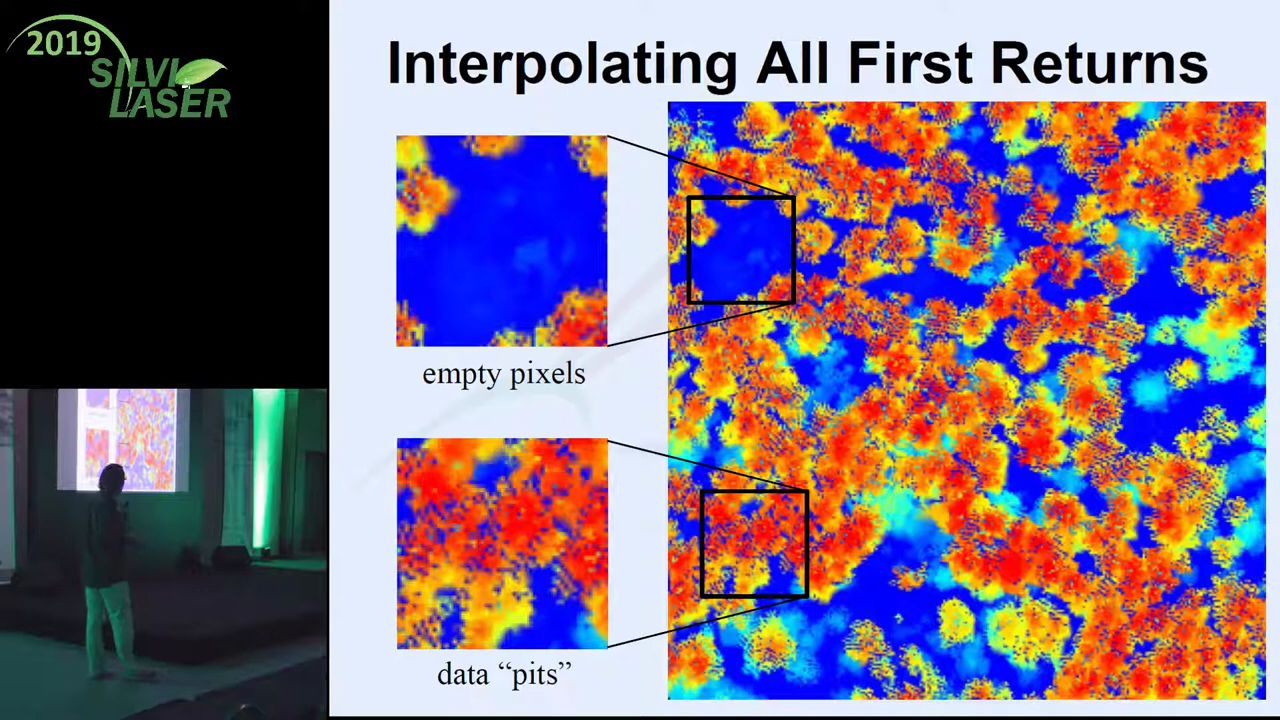 2019
SILVI
LASER
Interpolating All First Returns
empty pixels
data “pits”